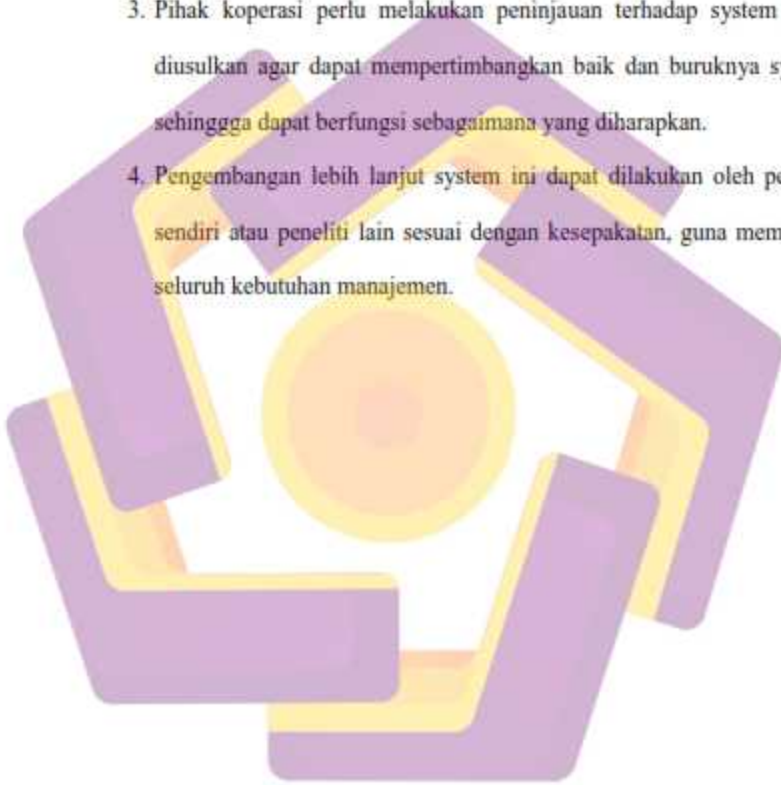 3. Pihak koperasi perlu melakukan peninjauan terhadap system
diusulkan agar dapat mempertimbangkan baik dan buruknya
sehinggga dapat berfungsi sebagaimana yang diharapkan.
4. Pengembangan lebih lanjut system ini dapat dilakukan oleh
sendiri atau peneliti lain sesuai dengan kesepakatan, guna
seluruh kebutuhan manajemen.